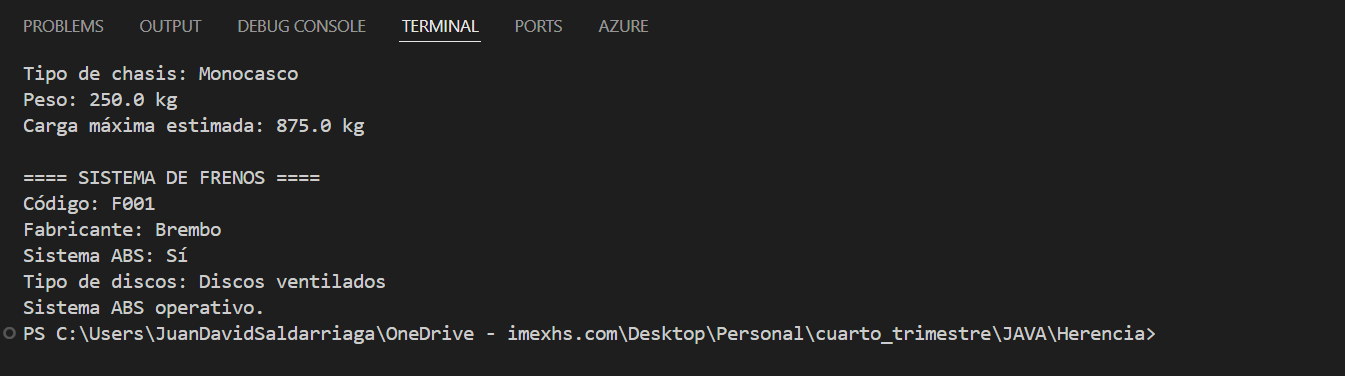 PROBLEMS OUTPUT DEBUG CONSOLE TERMINAL PORTS AZURE
Tipo de chasis: Monocasco
Peso: 250.0 kg
Carga máxima estimada: 875.0 kg
==== SISTEMA DE FRENOS ====
Código: F001
Fabricante: Brembo
Sistema ABS: Sí
Tipo de discos: Discos ventilados
Sistema ABS operativo.
PS C:\Users\JuanDavidSaldarriaga\OneDrive - imexhs.com\Desktop\Personal\cuarto_trimestre\JAVA\Herencia>